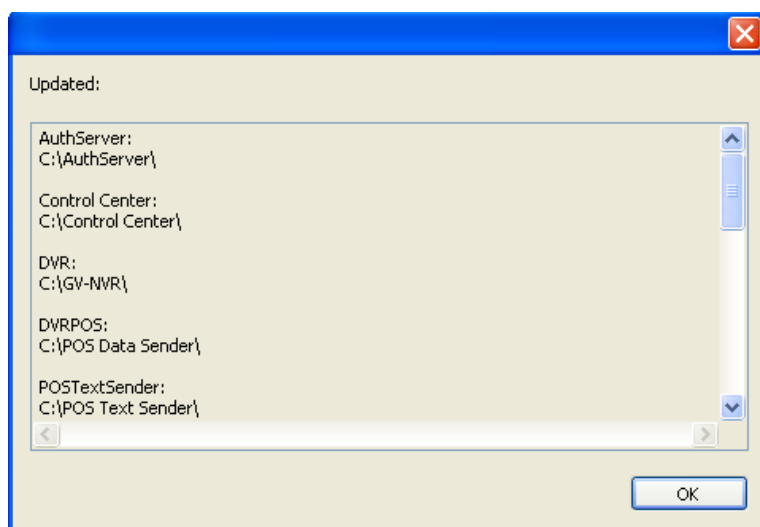 Updated:
AuthServer:
C:\AuthServer\
Control Center:
C:\Control Center\
DVR:
C:\GV-NVR\
DVRPOS:
C:\POS Data Sender\
POSTextSender:
C:\POS Text Sender\
OK